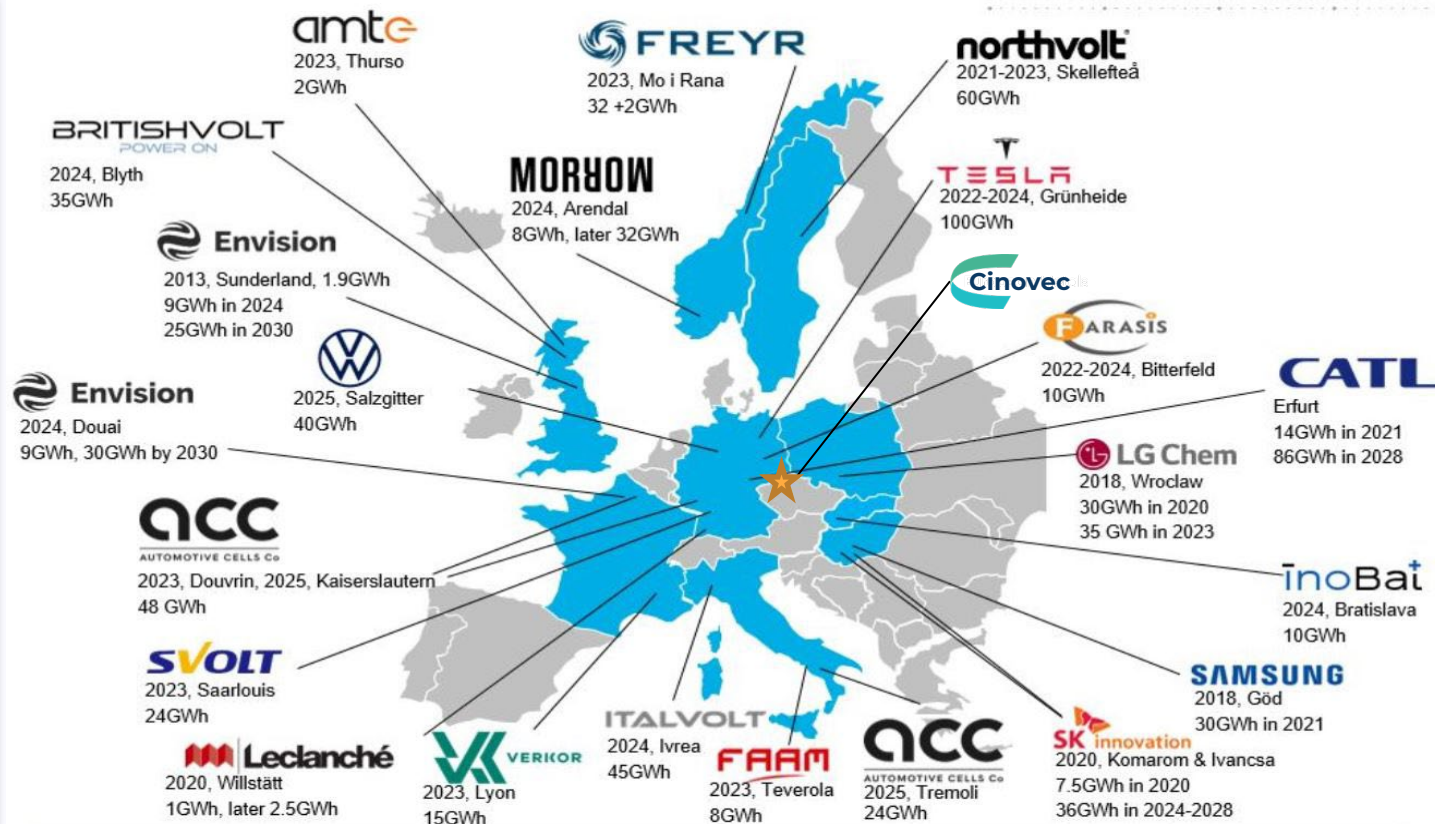 amte
2023, Thurso
2GWh
FREYR
2023, Mo i Rana
32 +2GWh
northvolt
2021-2023, Skellefteå
60GWh
BRITISHVOLT
POWER ON
2024, Blyth
35GWh
MORROW
2024, Arendal
8GWh, later 32GWh
TESLA
2022-2024, Grünheide
100GWh
Envision
2013, Sunderland, 1.9GWh
9GWh in 2024
25GWh in 2030
Cinovec
FARASIS
2022-2024, Bitterfeld
10GWh
VW
2025, Salzgitter
40GWh
CATL
Erfurt
14GWh in 2021
86GWh in 2028
Envision
2024, Douai
9GWh, 30GWh by 2030
LG Chem
2018, Wroclaw
30GWh in 2020
35 GWh in 2023
acc
AUTOMOTIVE CELLS Co
2023, Douvrin, 2025, Kaiserslautern
48 GWh
inoBat
2024, Bratislava
10GWh
SVOLT
2023, Saarlouis
24GWh
SAMSUNG
2018, Göd
30GWh in 2021
Leclanché
2020, Willstätt
1GWh, later 2.5GWh
VERKOR
2023, Lyon
15GWh
ITALVOLT
2024, Ivrea
45GWh
FAAM
2023, Teverola
8GWh
acc
AUTOMOTIVE CELLS Co
2025, Tremoli
24GWh
SK innovation
2020, Komarom & Ivancsa
7.5GWh in 2020
36GWh in 2024-2028